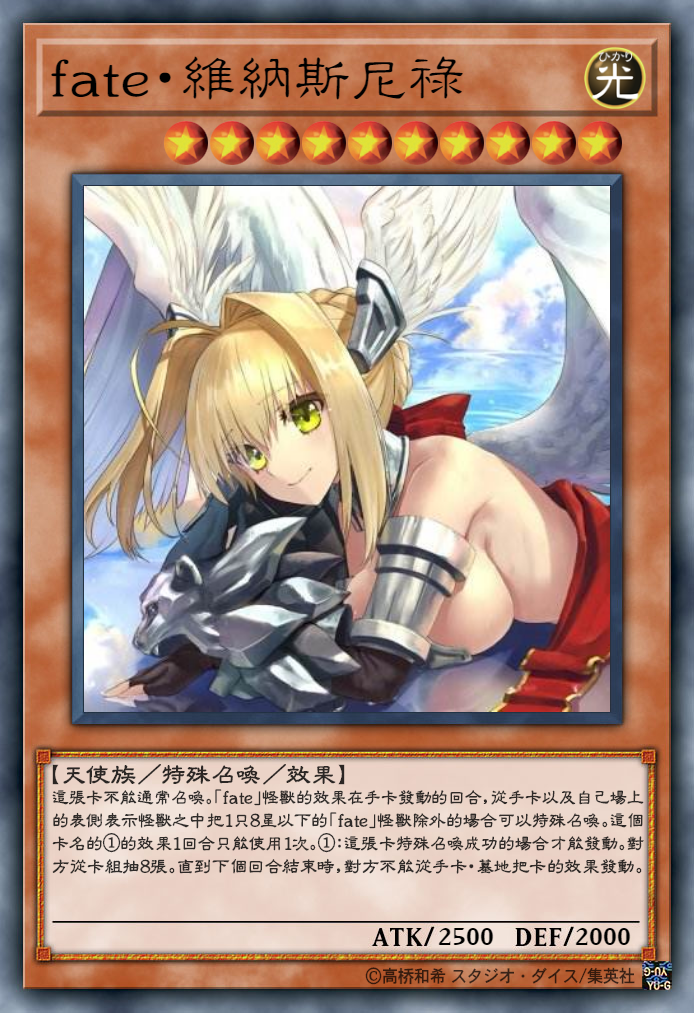 fate·維納斯尼祿
ひかり
光
【天使族／特殊召喚／效果】
這張卡不能通常召喚。「fate」怪獸的效果在手卡發動的回合，從手卡以及自己場上
的表側表示怪獸之中把1只8星以下的「fate」怪獸除外的場合可以特殊召喚。這個
卡名的①的效果1回合只能使用1次。①：這張卡特殊召喚成功的場合才能發動。對
方從卡組抽8張。直到下個回合結束時，對方不能從手卡·墓地把卡的效果發動。
ATK/2500 DEF/2000
©高桥和希 スタジオ・ダイス/集英社
YU-G